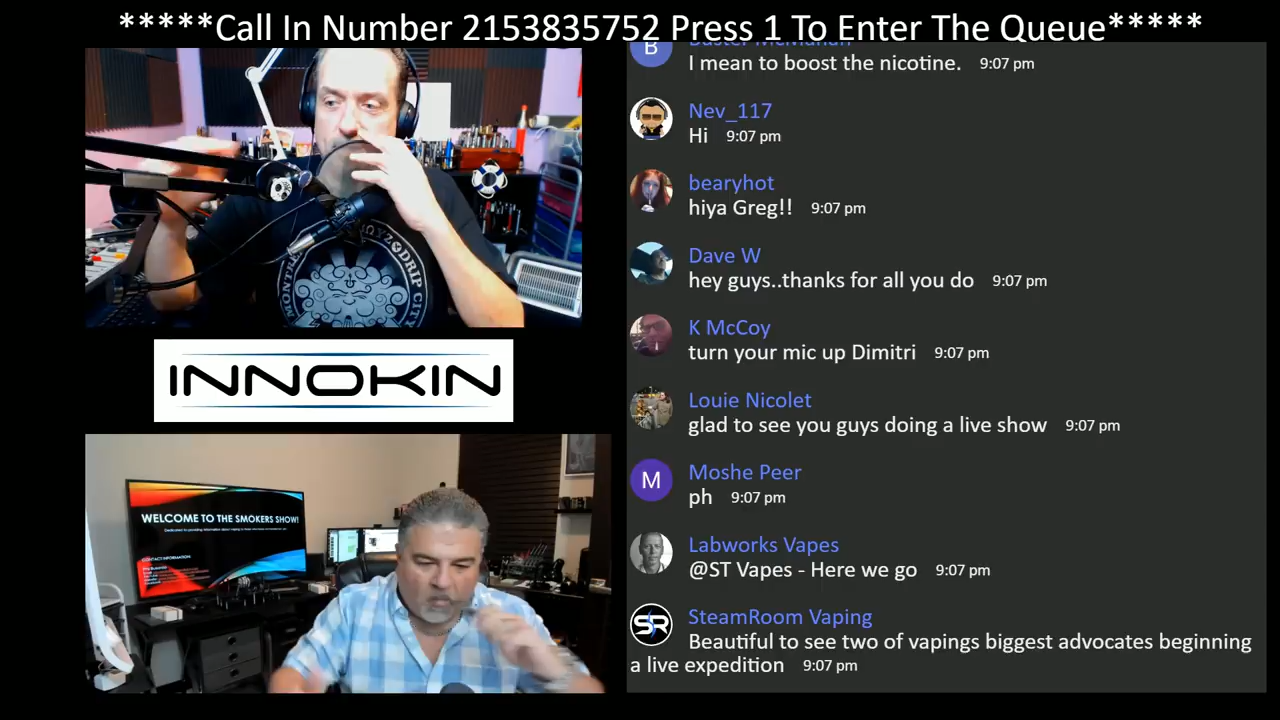 *****Call In Number 2153835752 Press 1 To Enter The Queue*****
B
I mean to boost the nicotine. 9:07 pm
Nev_117
Hi 9:07 pm
bearyhot
hiya Greg!! 9:07 pm
Dave W
hey guys..thanks for all you do 9:07 pm
K McCoy
turn your mic up Dimitri 9:07 pm
Louie Nicolet
glad to see you guys doing a live show 9:07 pm
M
Moshe Peer
ph 9:07 pm
Labworks Vapes
@ST Vapes - Here we go 9:07 pm
SR
SteamRoom Vaping
Beautiful to see two of vapings biggest advocates beginning
a live expedition 9:07 pm
DRIP CITY
INNOKIN
WELCOME TO THE SMOKERS SHOW!
CONTACT INFORMATION